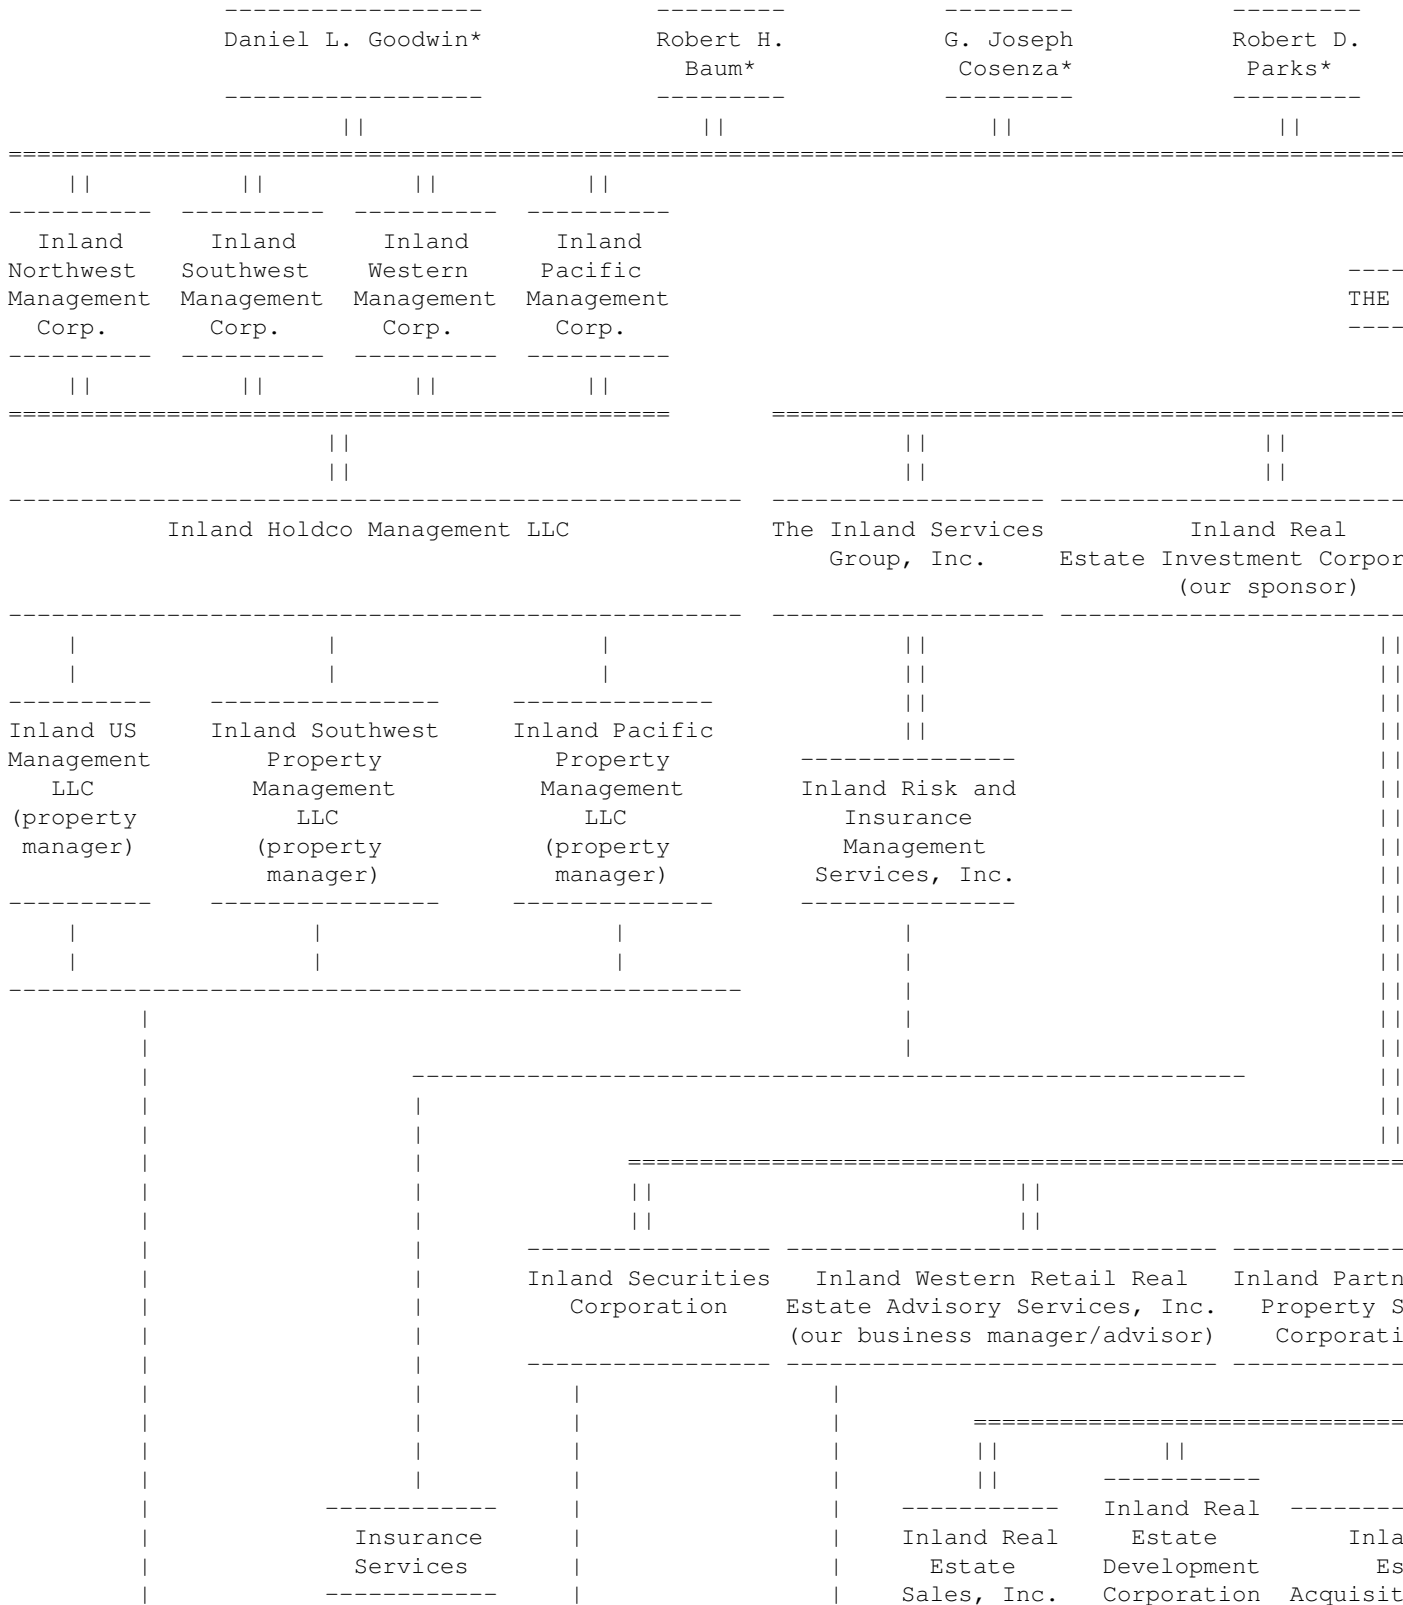 Daniel L. Goodwin* Robert H. G. Joseph Robert D.
Baum* Cosenza* Parks*
Inland Inland Inland Inland
Northwest Southwest Western Pacific
Management Management Management Management THE
Corp. Corp. Corp. Corp.
Inland Holdco Management LLC The Inland Services Inland Real
Group, Inc. Estate Investment Corpor
(our sponsor)
Inland US Inland Southwest Inland Pacific
Management Property Property
LLC Management Management Inland Risk and
(property LLC LLC Insurance
manager) (property (property Management
manager) manager) Services, Inc.
Inland Securities Inland Western Retail Real Inland Partn
Corporation Estate Advisory Services, Inc. Property S
(our business manager/advisor) Corporati
Inland Real
Insurance Inland Real Estate Inla
Services Estate Development Es
Sales, Inc. Corporation Acquisit